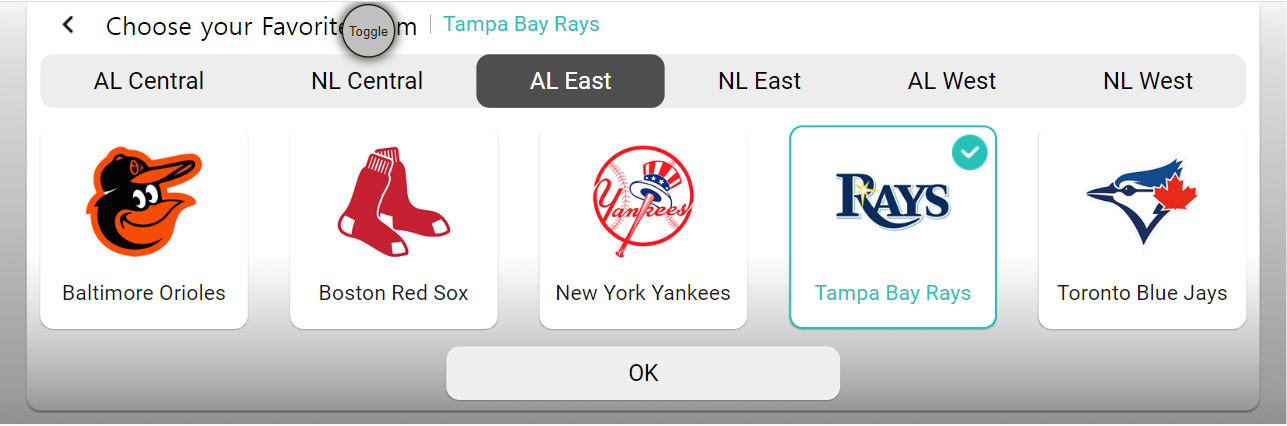 Choose your Favorite Toggle m | Tampa Bay Rays
AL Central NL Central AL East NL East AL West NL West
Yankees RAYS
Baltimore Orioles Boston Red Sox New York Yankees Tampa Bay Rays Toronto Blue Jays
OK